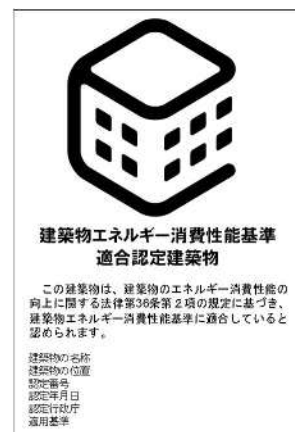 建築物エネルギー消費性能基準
適合認定建築物
この建築物は、建築物のエネルギー消費性能の
向上に関する法律第36条第2項の規定に基づき、
建築物エネルギー消費性能基準に適合していると
認められます。
建築物の名称
建築物の位置
認定番号
認定年月日
認定行政庁
適用基準